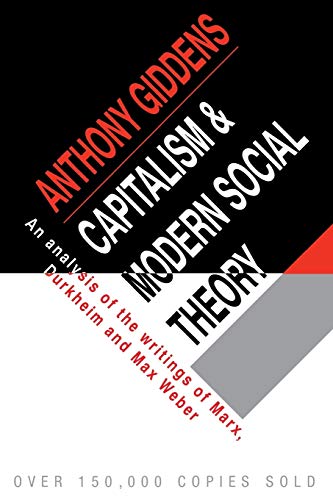 ANTHONY GIDDENS
CAPITALISM &
MODERN SOCIAL
THEORY
An analysis of the writings of Marx,
Durkheim and Max Weber
OVER 150,000 COPIES SOLD